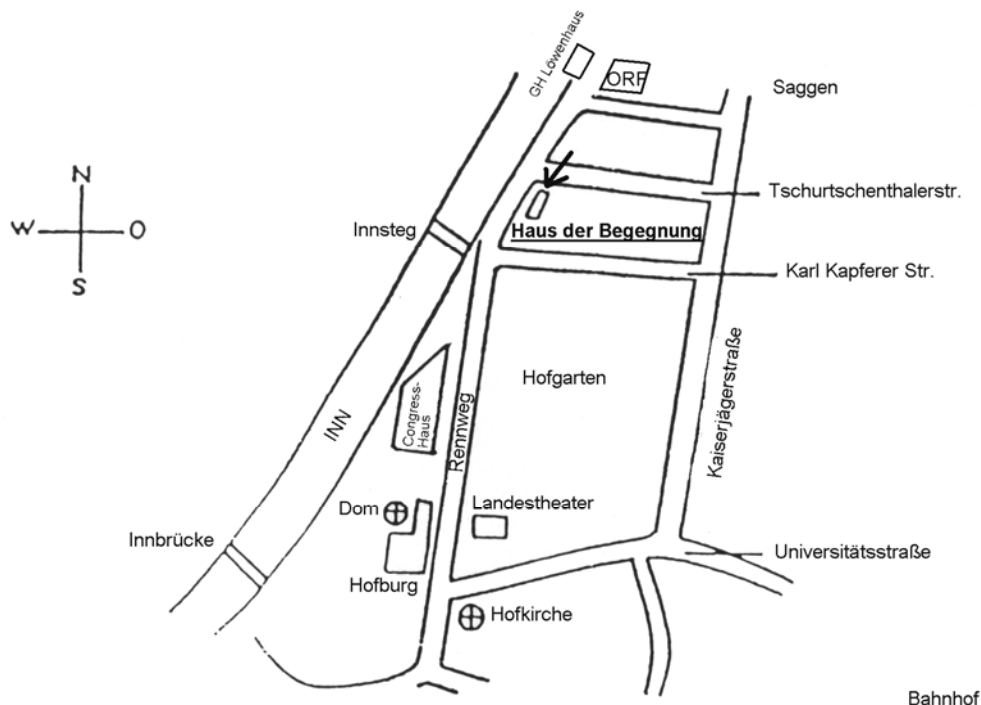 GH Löwenhaus
ORF
Saggen
N
W
O
S
Tschurtschenthalerstr.
Innsteg
Haus der Begegnung
Karl Kapferer Str.
Hofgarten
Kaiserjägerstraße
INN
Congress-
Haus
Rennweg
Dom
Landestheater
Innbrücke
Universitätsstraße
Hofburg
Hofkirche
Bahnhof